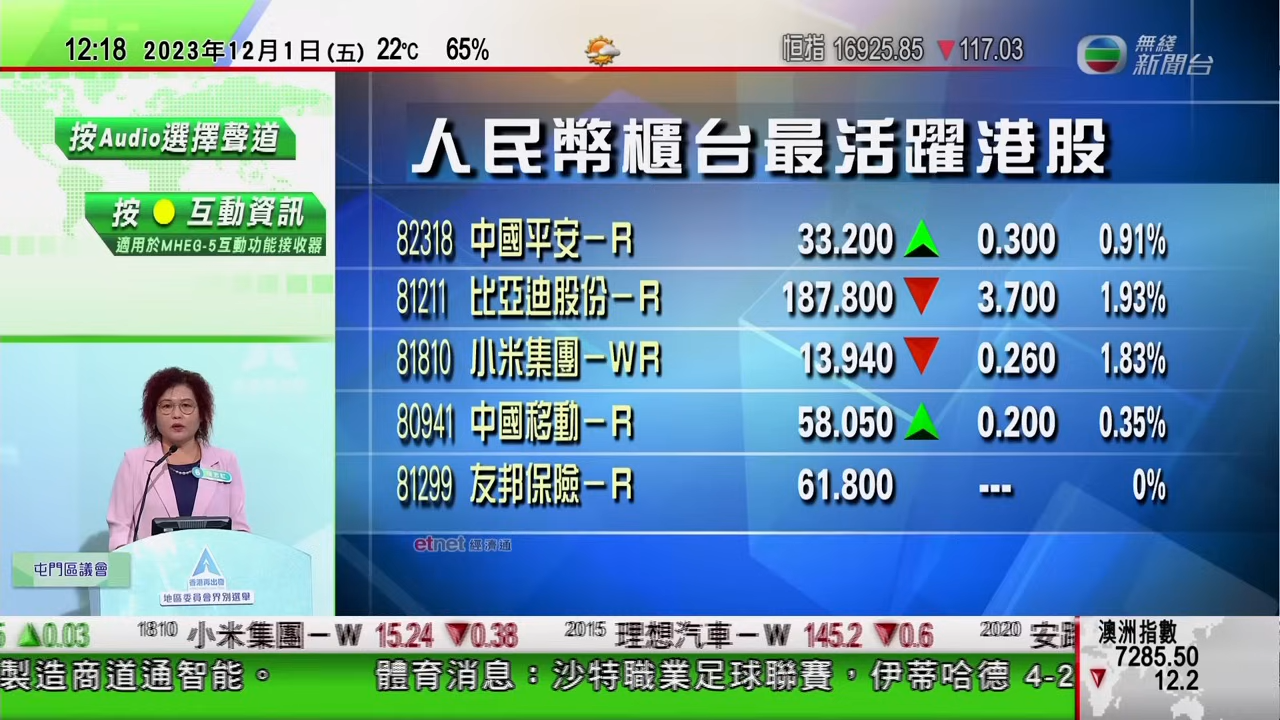 12:18 2023年12月1日(五) 22℃ 65%
恒指 16925.85 ▼117.03
無綫
新聞台
按Audio選擇聲道
按 互動資訊
適用於MHEG-5互動功能接收器
人民幣櫃台最活躍港股
82318 中國平安－R 33.200 ▲ 0.300 0.91%
81211 比亞迪股份－R 187.800 ▼ 3.700 1.93%
81810 小米集團－WR 13.940 ▼ 0.260 1.83%
80941 中國移動－R 58.050 ▲ 0.200 0.35%
81299 友邦保險－R 61.800 --- 0%
etnet 經濟通
屯門區議會
香港再出發
地區委員會界別選舉
▲0.03 1810 小米集團－W 15.24 ▼0.38 2015 理想汽車－W 145.2 ▼0.6 2020 安
澳洲指數
7285.50
▼ 12.2
製造商道通智能。 體育消息：沙特職業足球聯賽，伊蒂哈德 4-2